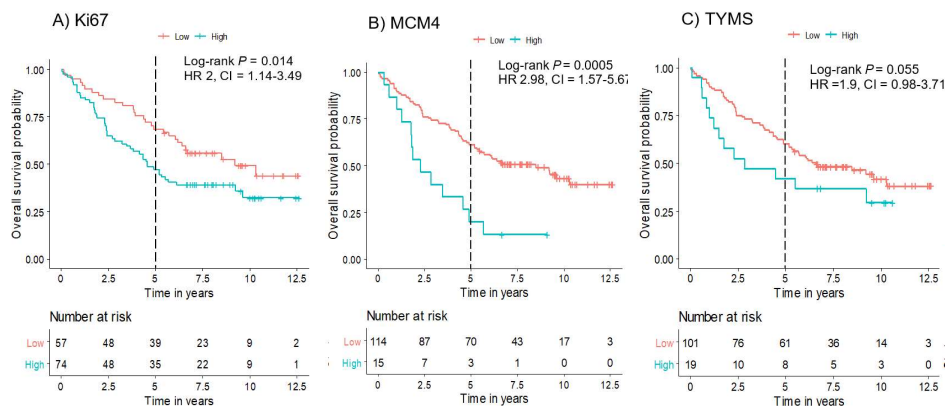 A) Ki67
Low High
Log-rank P = 0.014
HR 2, CI = 1.14-3.49
Overall survival probability
1.00
0.75
0.50
0.25
0.00
0 2.5 5 7.5 10 12.5
Time in years
Number at risk
Low 57 48 39 23 9 2
High 74 48 35 22 9 1
0 2.5 5 7.5 10 12.5
Time in years
B) MCM4
Low High
Log-rank P = 0.0005
HR 2.98, CI = 1.57-5.67
Overall survival probability
1.00
0.75
0.50
0.25
0.00
0.0 2.5 5 7.5 10.0 12.5
Time in years
Number at risk
Low 114 87 70 43 17 3
High 15 7 3 1 0 0
0.0 2.5 5 7.5 10.0 12.5
Time in years
C) TYMS
Low High
Log-rank P = 0.055
HR =1.9, CI = 0.98-3.71
Overall survival probability
1.00
0.75
0.50
0.25
0.00
0.0 2.5 5 7.5 10.0 12.5
Time in years
Number at risk
Low 101 76 61 36 14 3
High 19 10 8 5 3 0
0.0 2.5 5 7.5 10.0 12.5
Time in years